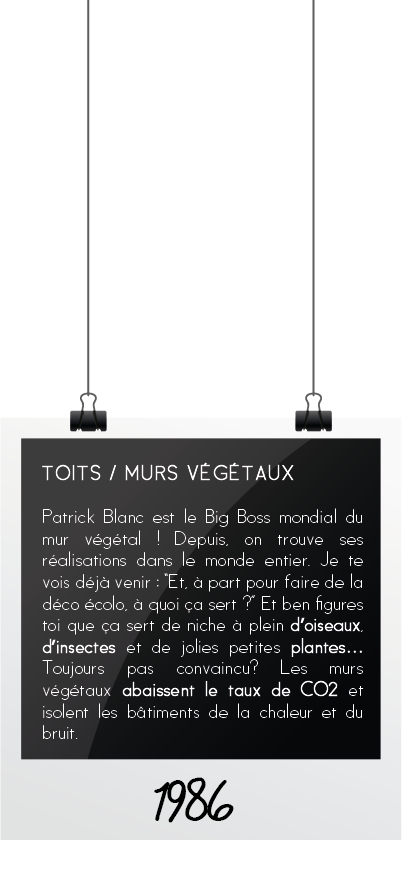 TOITS / MURS VÉGÉTAUX
Patrick Blanc est le Big Boss mondial du
mur végétal ! Depuis, on trouve ses
réalisations dans le monde entier. Je te
vois déjà venir : "Et, à part pour faire de la
déco écolo, à quoi ça sert ?" Et ben figures
toi que ça sert de niche à plein d'oiseaux,
d'insectes et de jolies petites plantes...
Toujours pas convaincu? Les murs
végétaux abaissent le taux de CO2 et
isolent les bâtiments de la chaleur et du
bruit.
1986